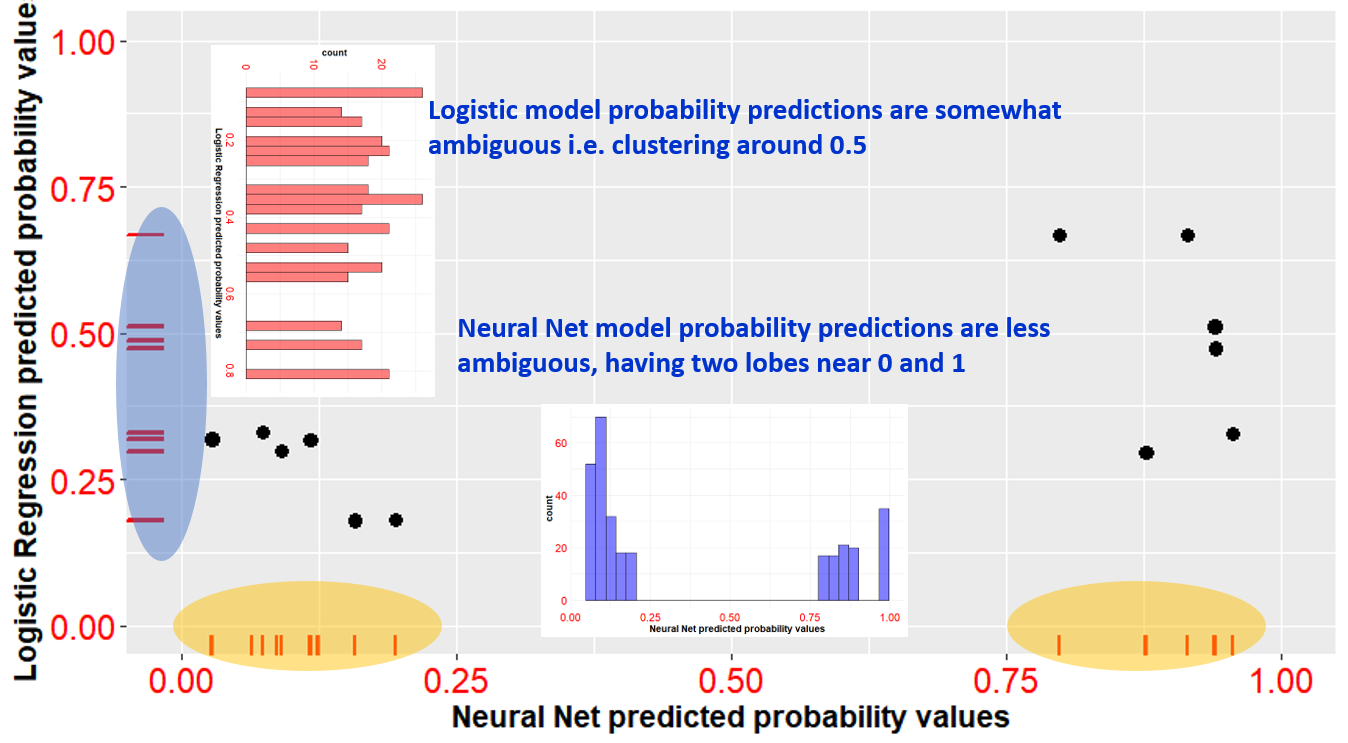 Logistic Regression predicted probability value
1.00
0.75
0.50
0.25
0.00
count
0
10
20
0.2
0.4
0.6
0.8
Logistic Regression predicted probability values
Logistic model probability predictions are somewhat
ambiguous i.e. clustering around 0.5
Neural Net model probability predictions are less
ambiguous, having two lobes near 0 and 1
count
60
40
20
0
0.00 0.25 0.50 0.75 1.00
Neural Net predicted probability values
0.00 0.25 0.50 0.75 1.00
Neural Net predicted probability values